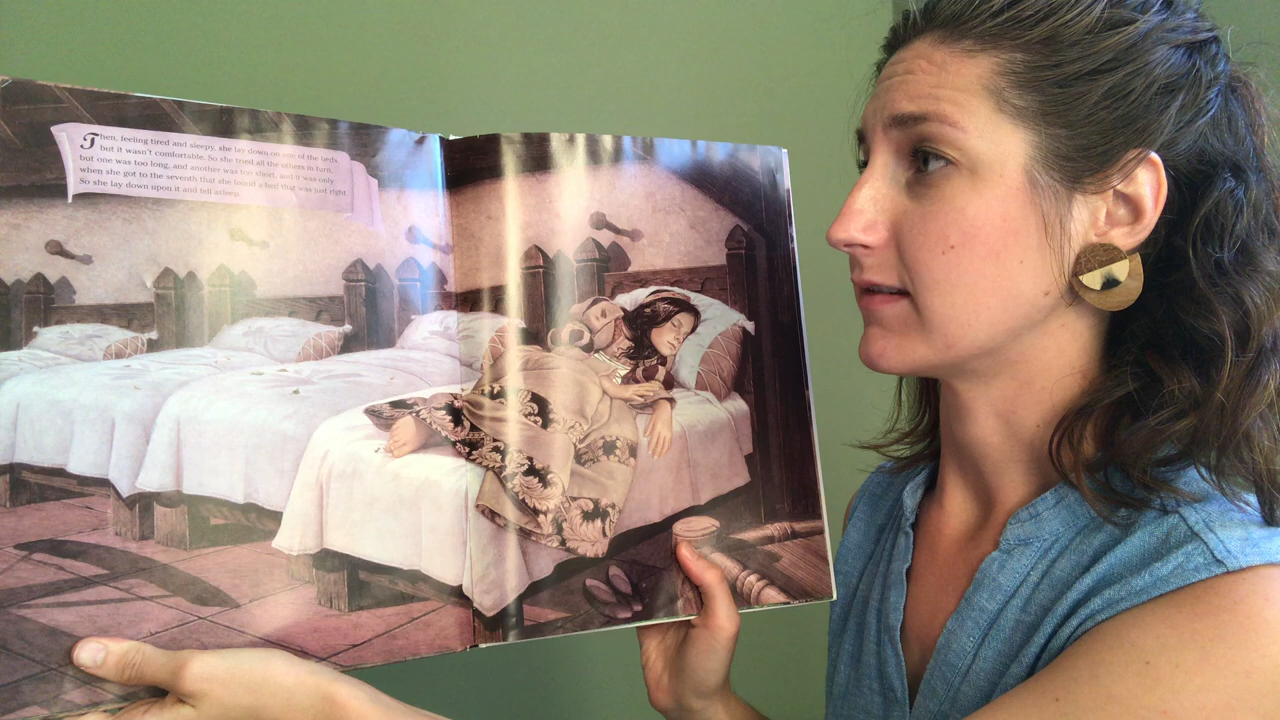 Then, feeling tired and sleepy, she lay down on one of the beds,
but it wasn't comfortable. So she tried all the others in turn,
but one was too long, and another was too short, and it was only
when she got to the seventh that she found a bed that was just right.
So she lay down upon it and fell asleep.